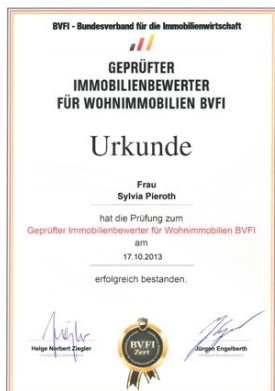 BVFI - Bundesverband für die Immobilienwirtschaft
GEPRÜFTER
IMMOBILIENBEWERTER
FÜR WOHNIMMOBILIEN BVFI
Urkunde
Frau
Sylvia Pieroth
hat die Prüfung zum
Geprüfter Immobilienbewerter für Wohnimmobilien BVFI
am
17.10.2013
erfolgreich bestanden.
Helge Norbert Ziegler
Jürgen Engelberth
BVFI
Zert